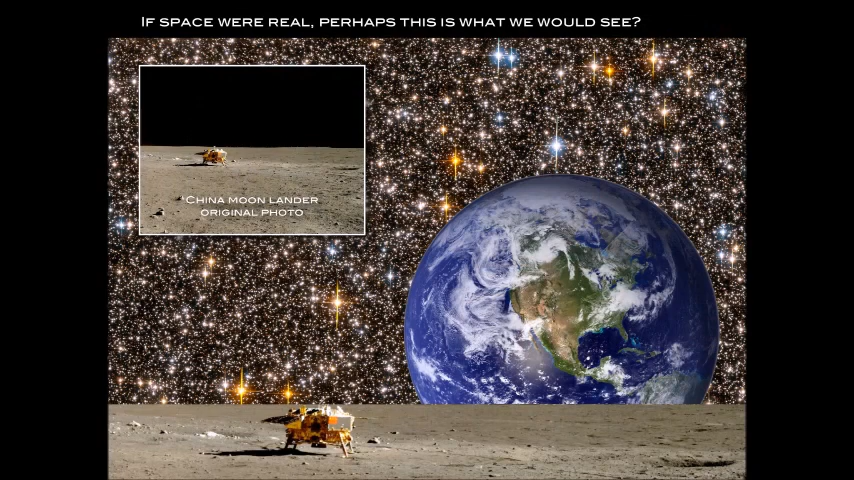 If space were real, perhaps this is what we would see?
*China moon lander
original photo